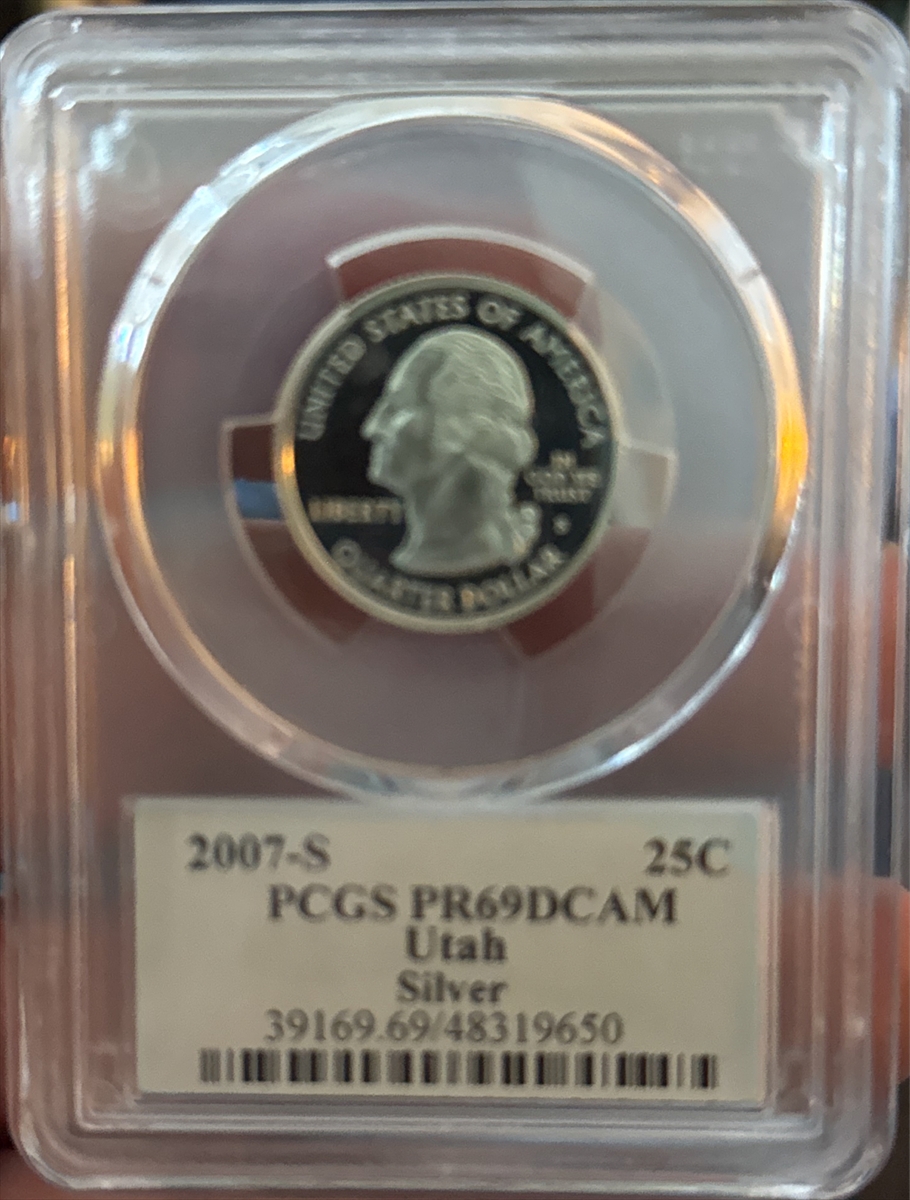 UNITED STATES OF AMERICA
IN
GOD WE
TRUST
LIBERTY
S
QUARTER DOLLAR
2007-S 25C
PCGS PR69DCAM
Utah
Silver
39169.69/48319650